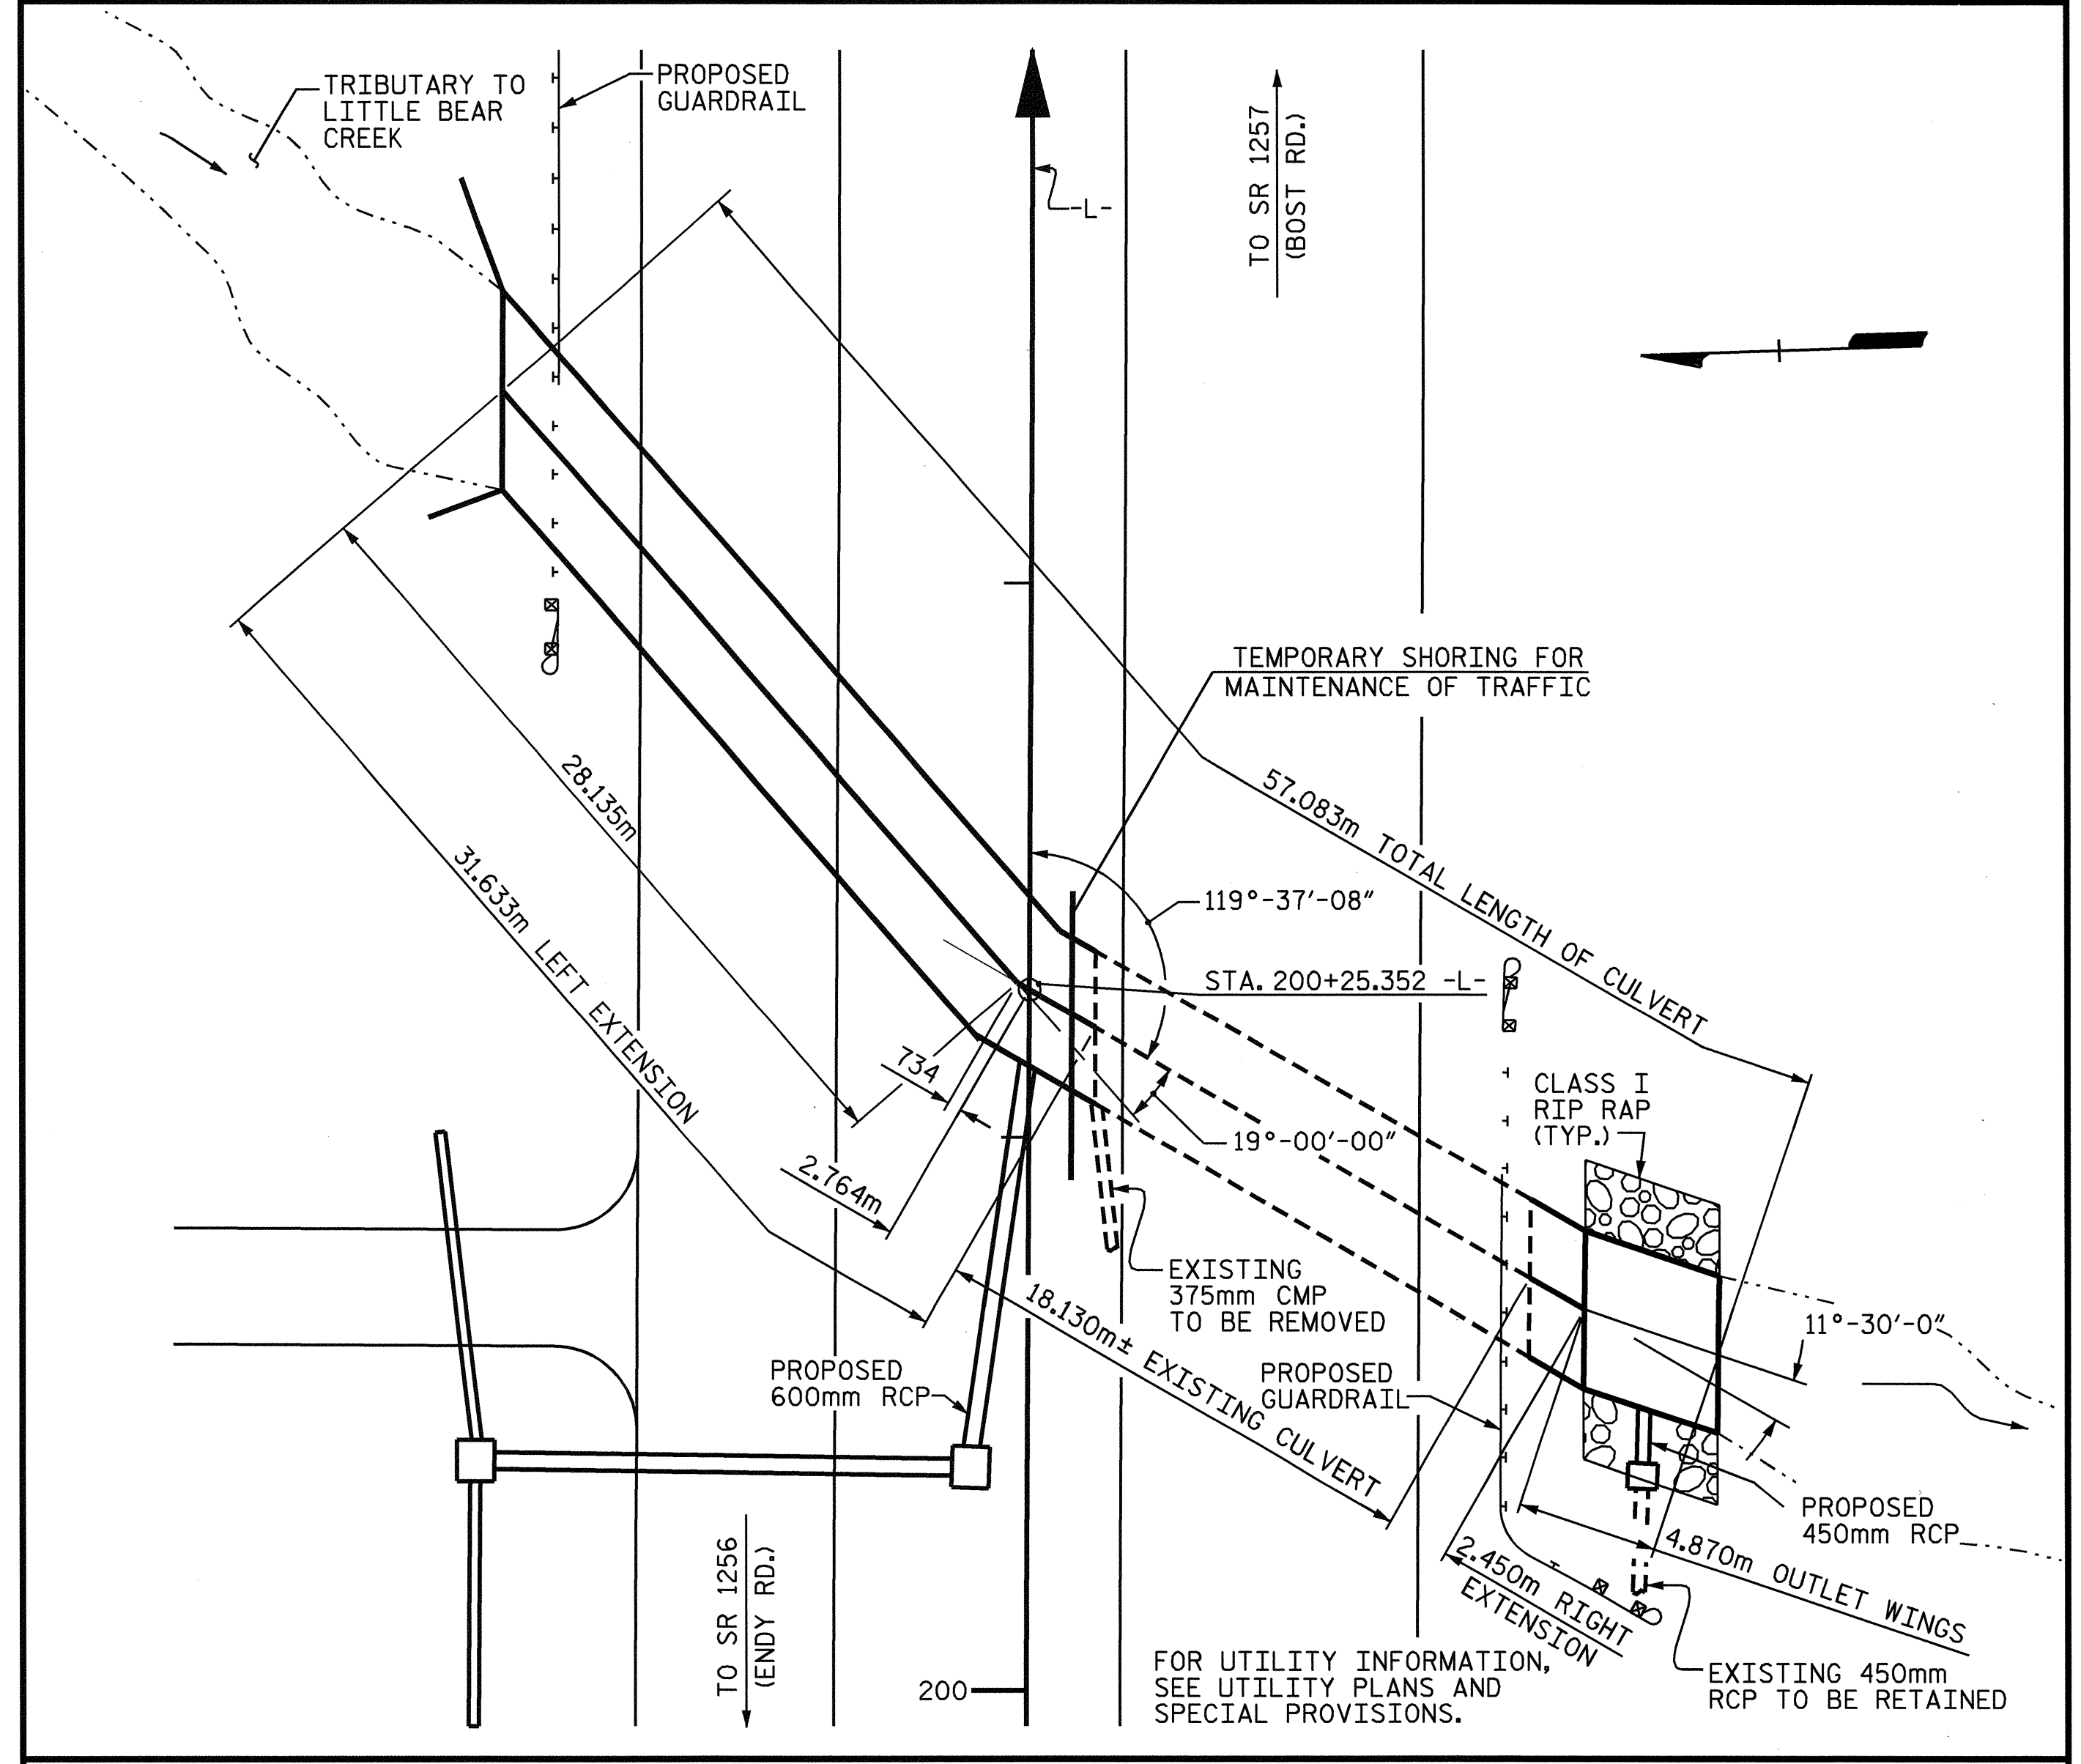 TRIBUTARY TO
LITTLE BEAR
CREEK
PROPOSED
GUARDRAIL
-L-
TO SR 1257
(BOST RD.)
TEMPORARY SHORING FOR
MAINTENANCE OF TRAFFIC
57.083m TOTAL LENGTH OF CULVERT
28.135m
31.633m LEFT EXTENSION
119°-37'-08"
STA. 200+25.352 -L-
734
2.764m
19°-00'-00"
CLASS I
RIP RAP
(TYP.)
EXISTING
375mm CMP
TO BE REMOVED
18.130m± EXISTING CULVERT
11°-30'-0"
PROPOSED
600mm RCP
PROPOSED
GUARDRAIL
PROPOSED
450mm RCP
4.870m OUTLET WINGS
2.450m RIGHT
EXTENSION
TO SR 1256
(ENDY RD.)
200
FOR UTILITY INFORMATION,
SEE UTILITY PLANS AND
SPECIAL PROVISIONS.
EXISTING 450mm
RCP TO BE RETAINED